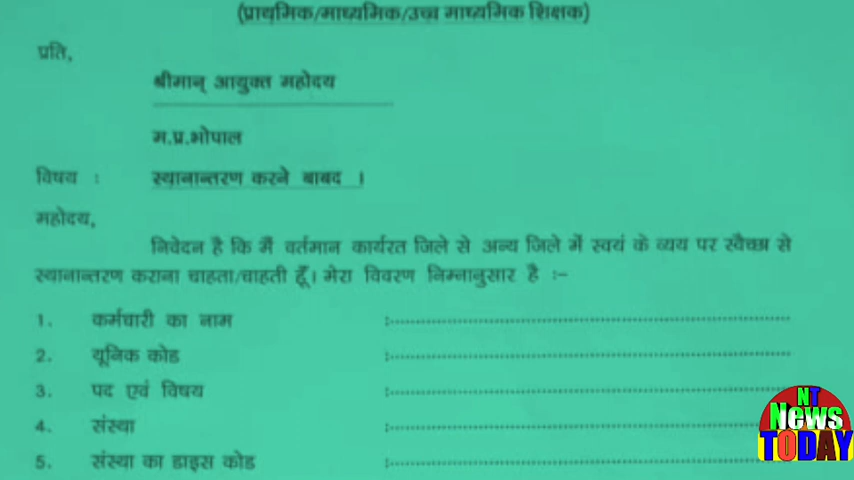 (प्राथमिक/माध्यमिक/उच्च माध्यमिक शिक्षक)
प्रति,
श्रीमान् आयुक्त महोदय
म.प्र.भोपाल
विषय : स्थानान्तरण करने बाबद ।
महोदय,
निवेदन है कि मैं वर्तमान कार्यरत जिले से अन्य जिले में स्वयं के व्यय पर स्वैच्छा से
स्थानान्तरण कराना चाहता/चाहती हूँ। मेरा विवरण निम्नानुसार है :–
1. कर्मचारी का नाम :
2. यूनिक कोड :
3. पद एवं विषय :
4. संस्था :
5. संस्था का डाइस कोड :
NT
News
TODAY